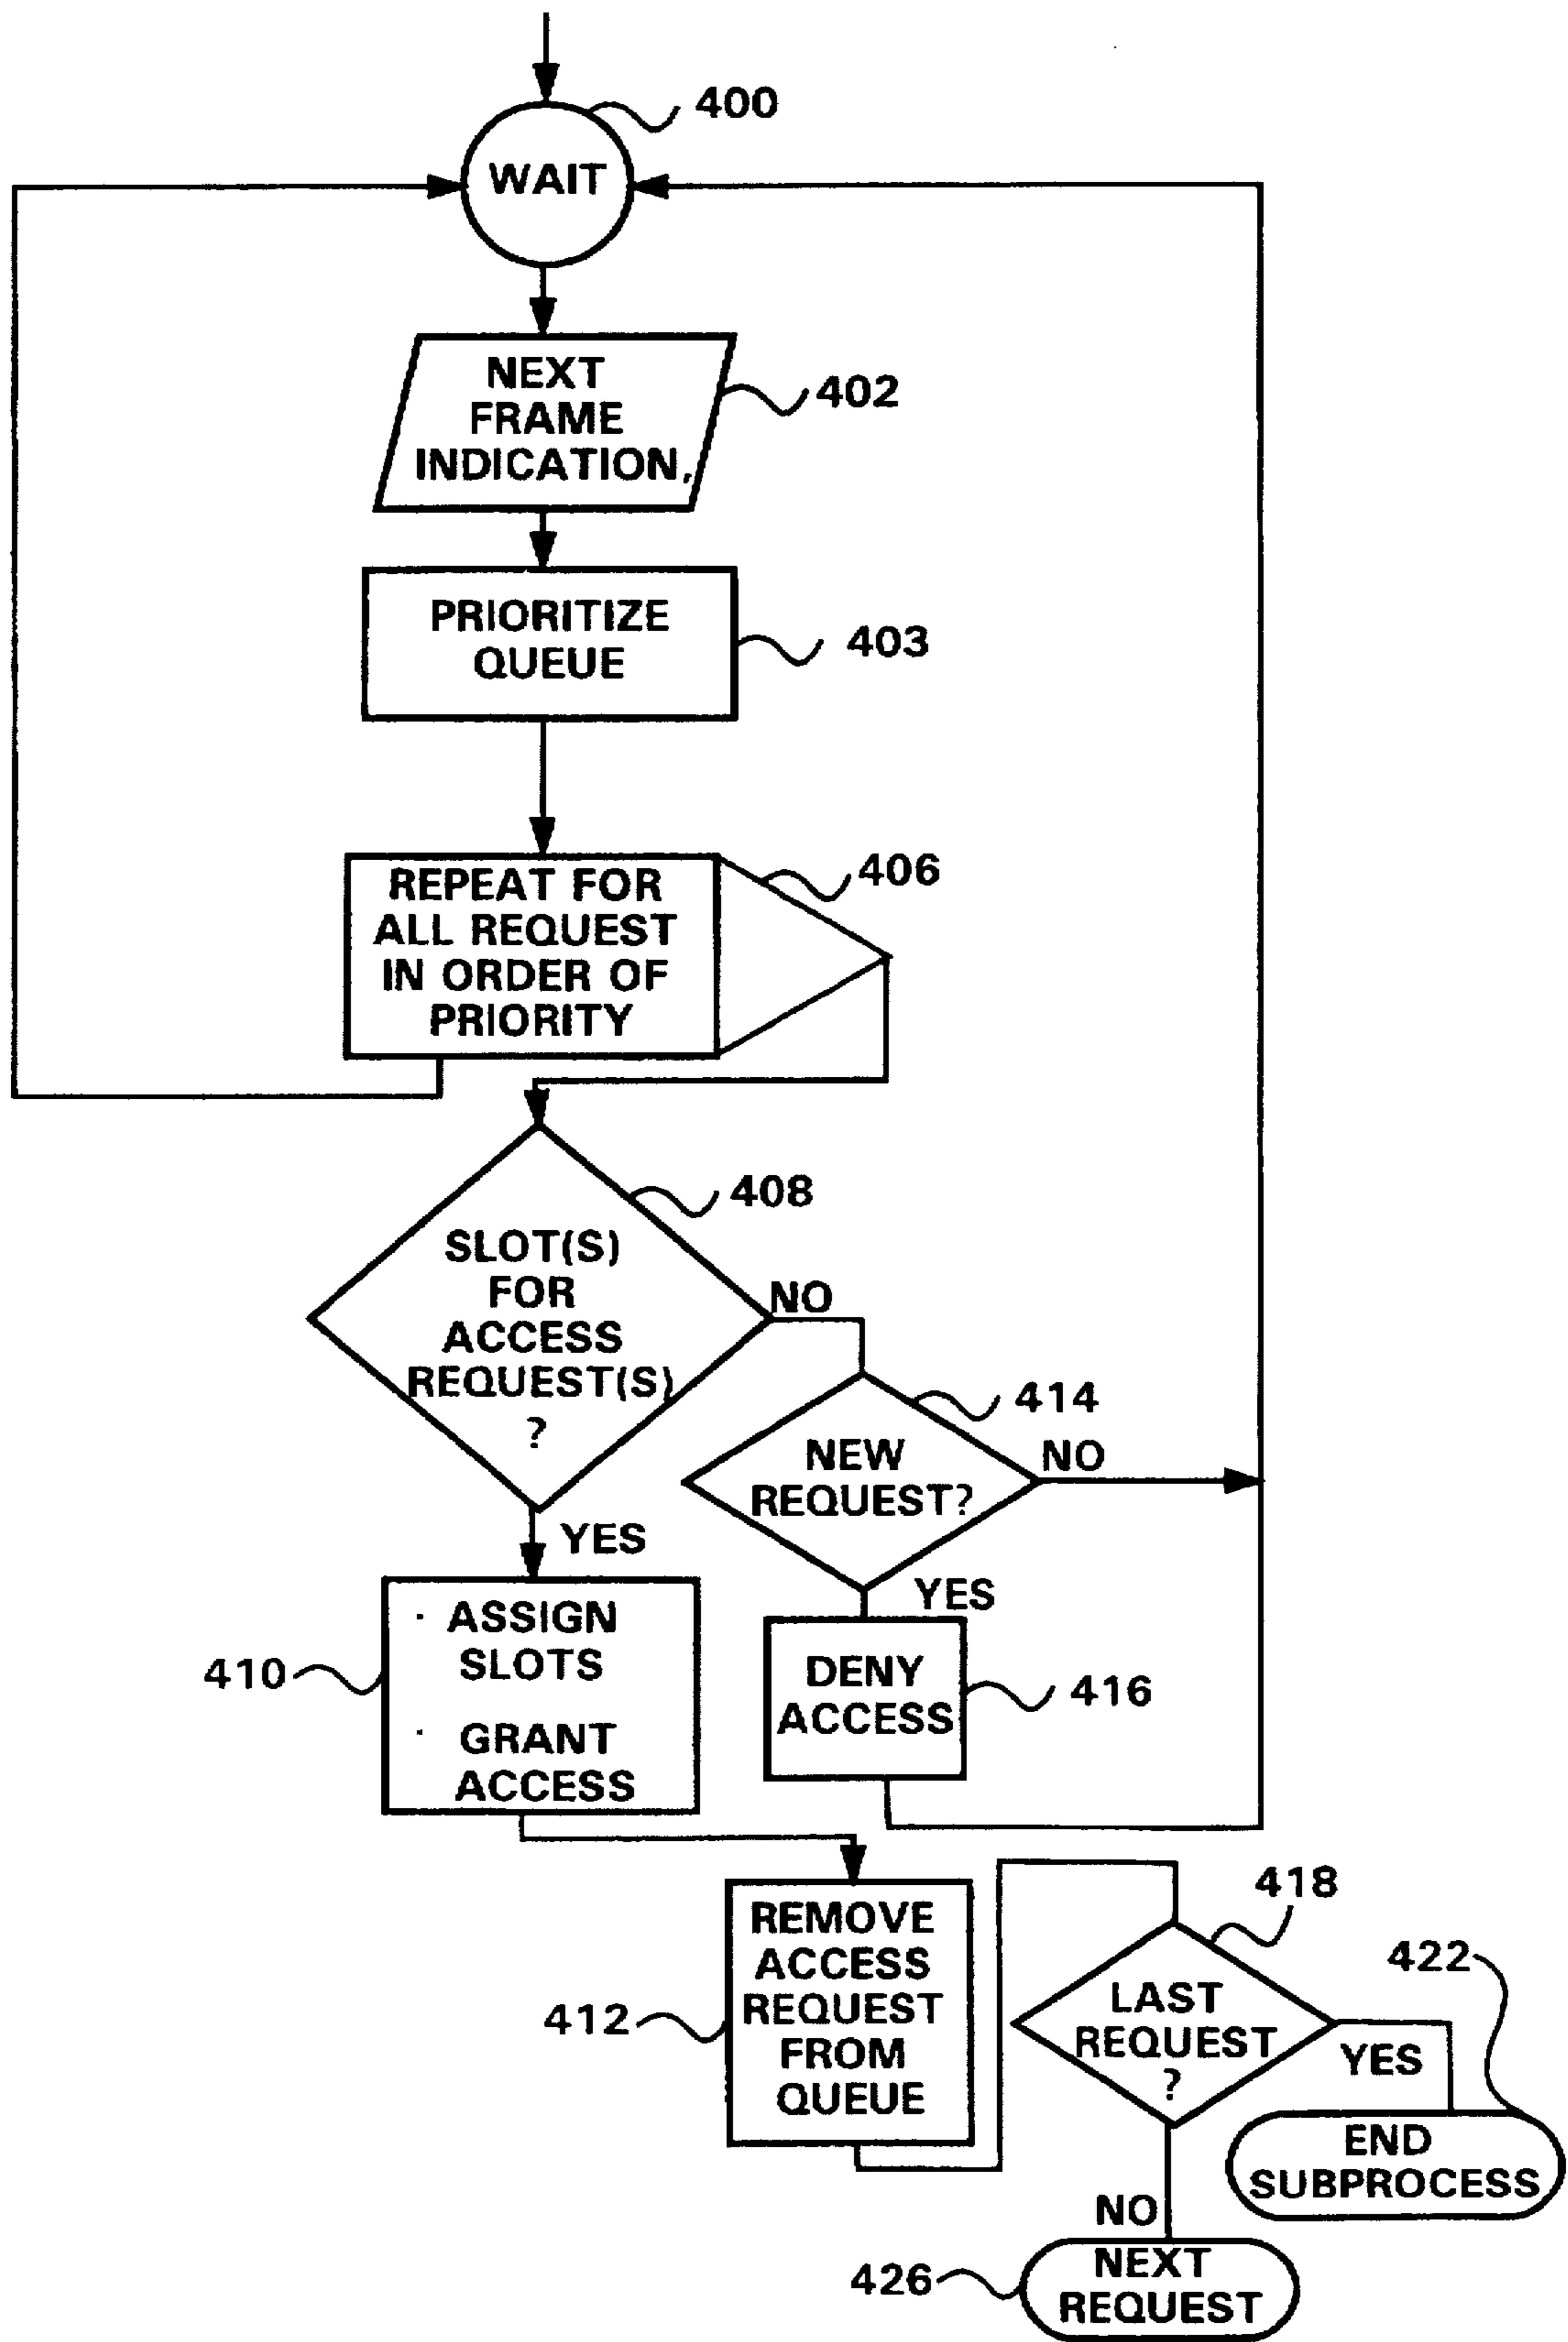 400
WAIT
NEXT
FRAME
INDICATION,
402
PRIORITIZE
QUEUE
403
REPEAT FOR
ALL REQUEST
IN ORDER OF
PRIORITY
406
408
SLOT(S)
FOR
ACCESS
REQUEST(S)
?
NO
414
NEW
REQUEST?
NO
YES
YES
· ASSIGN
SLOTS
· GRANT
ACCESS
410
DENY
ACCESS
416
REMOVE
ACCESS
REQUEST
FROM
QUEUE
412
418
422
LAST
REQUEST
?
YES
END
SUBPROCESS
NO
NEXT
REQUEST
426